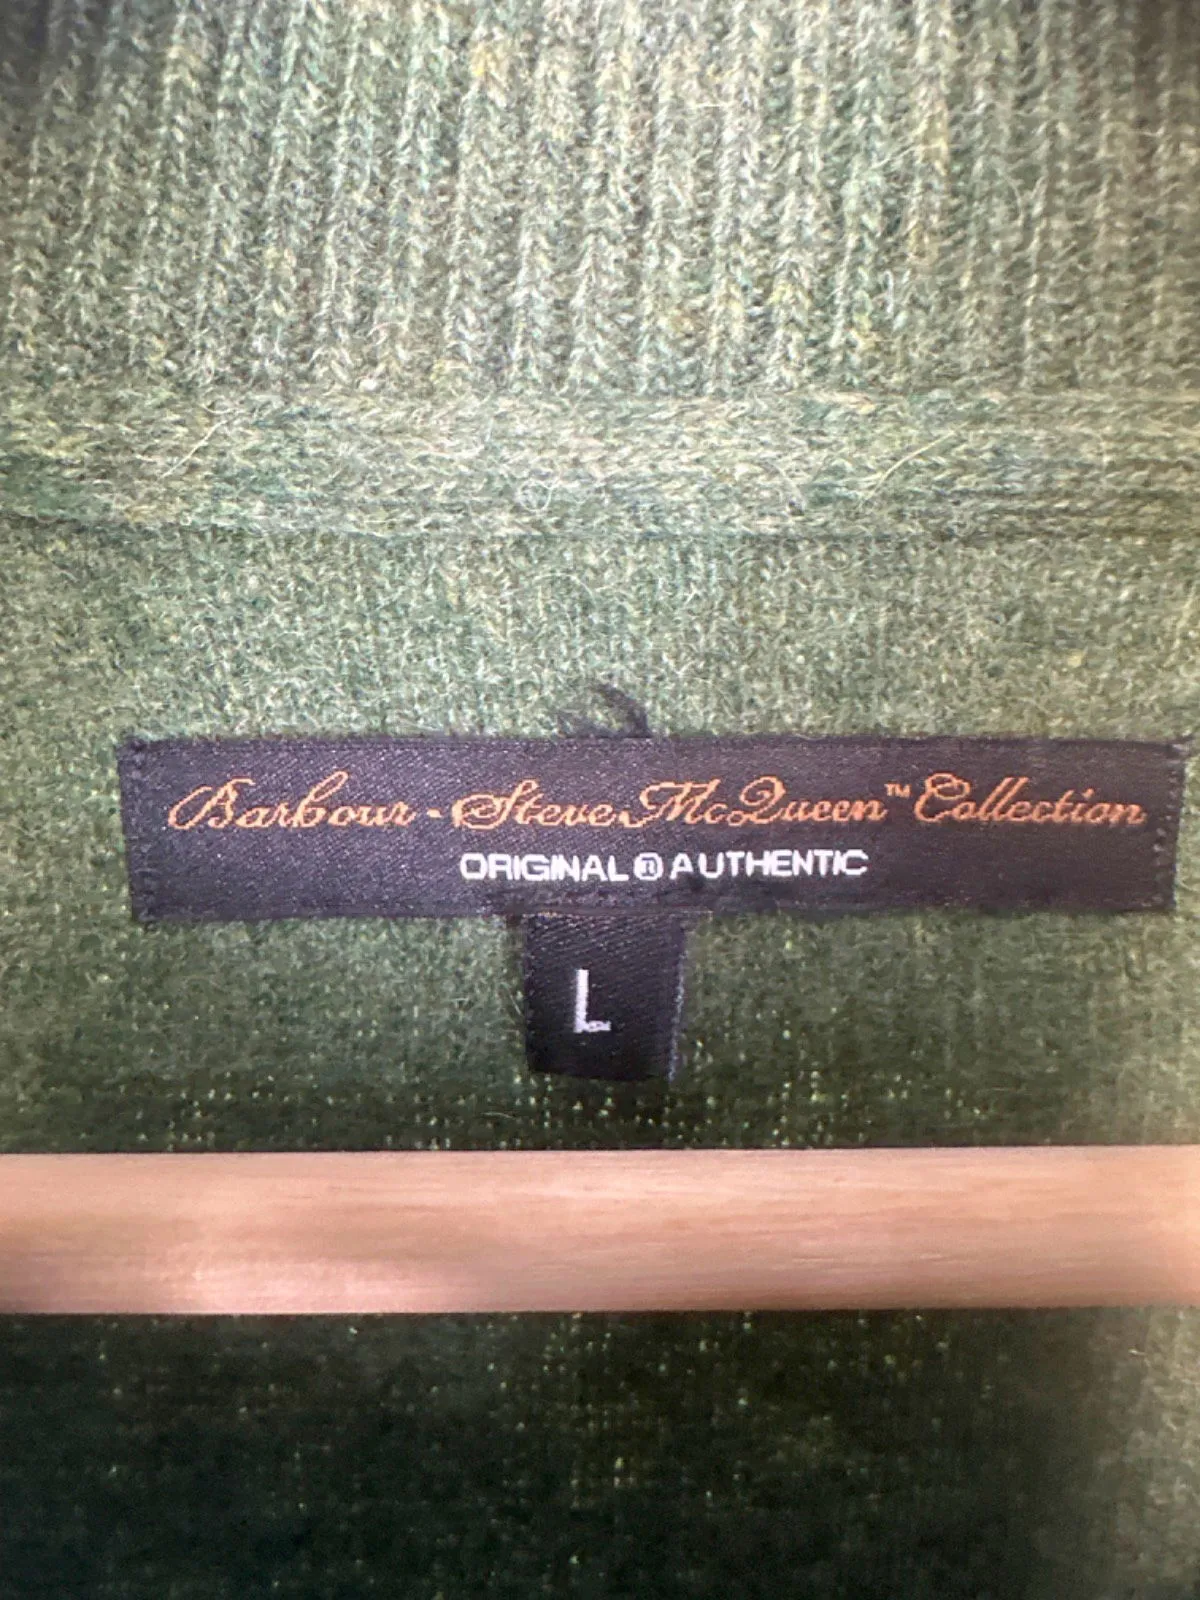 Barbour - Steve McQueen™ Collection
ORIGINAL ® AUTHENTIC
L